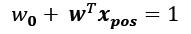 w₀ + wᵀxₚₒₛ = 1